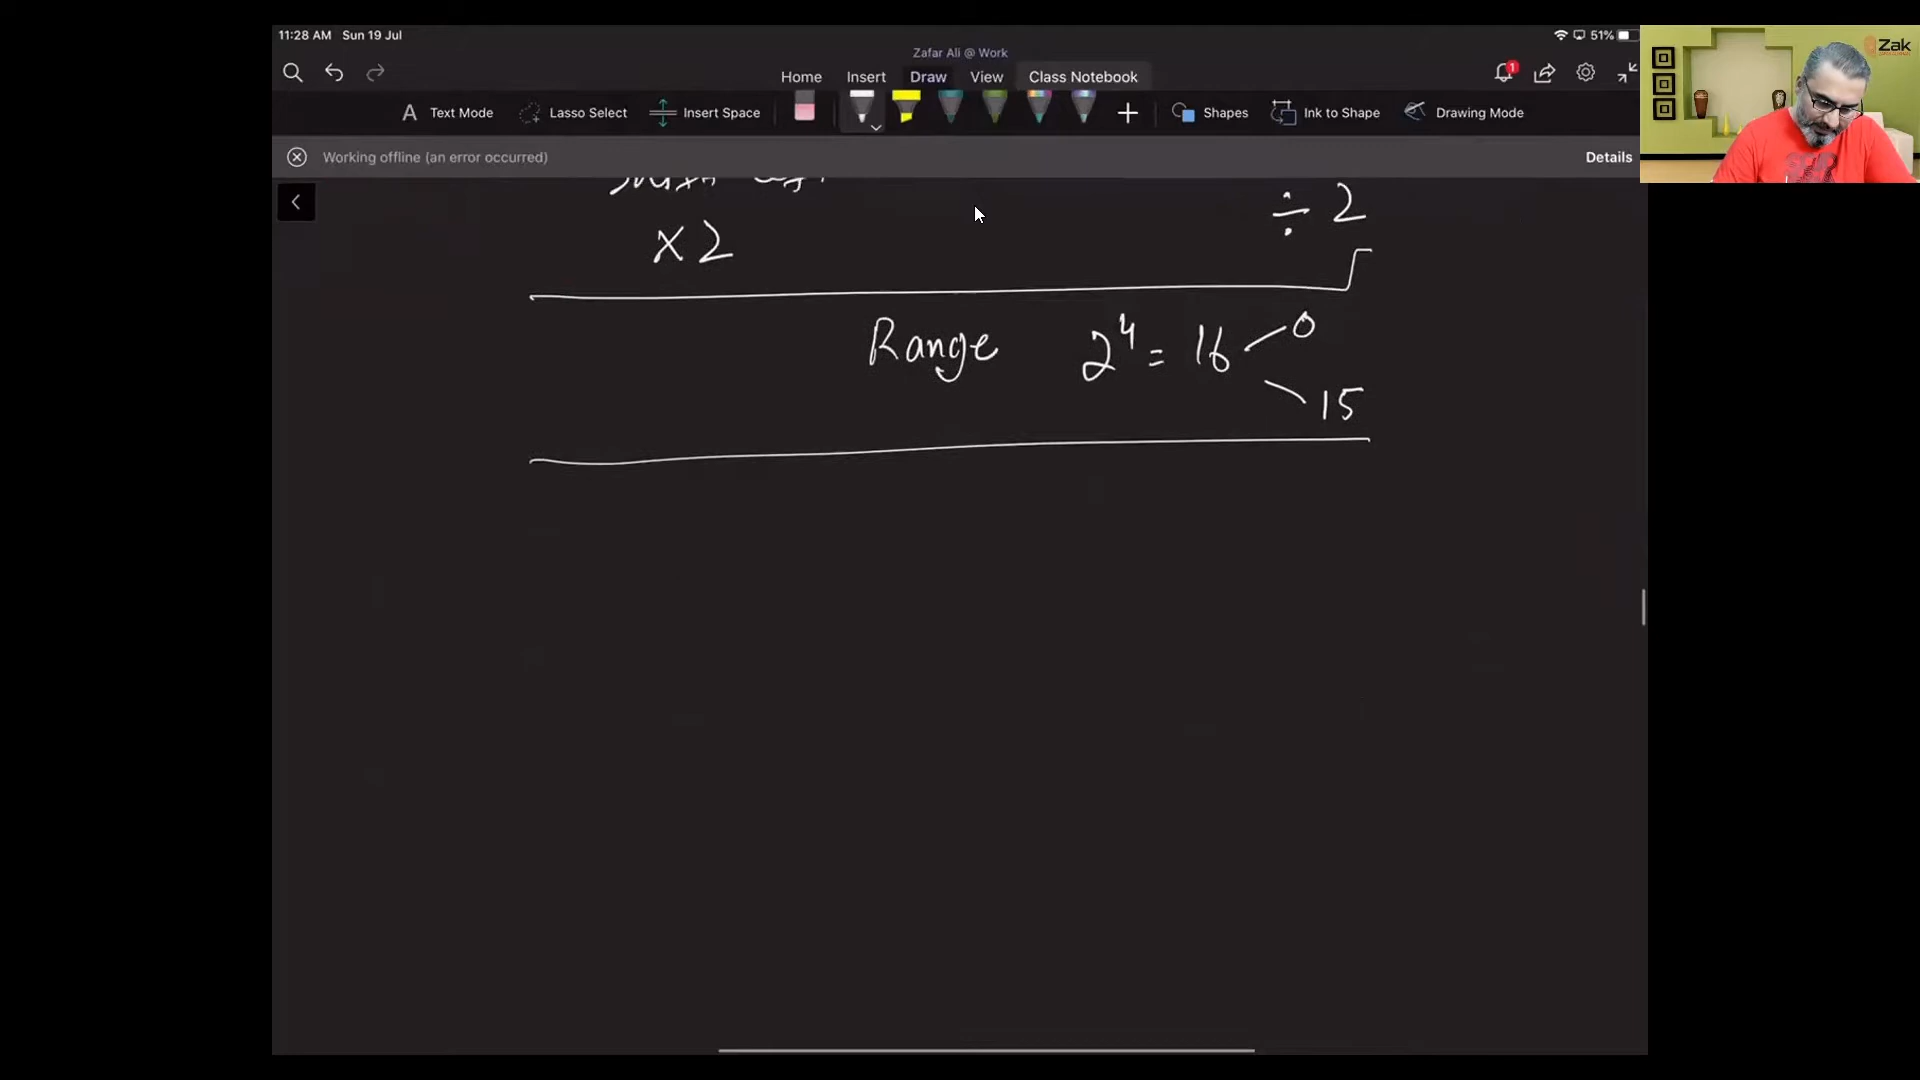 11:28 AM Sun 19 Jul
51%
Zafar Ali @ Work
Home Insert Draw View Class Notebook
1
A Text Mode Lasso Select Insert Space + Shapes Ink to Shape Drawing Mode
Working offline (an error occurred) Details
÷ 2
× 2
Range 2⁴ = 16 0
15
Zak